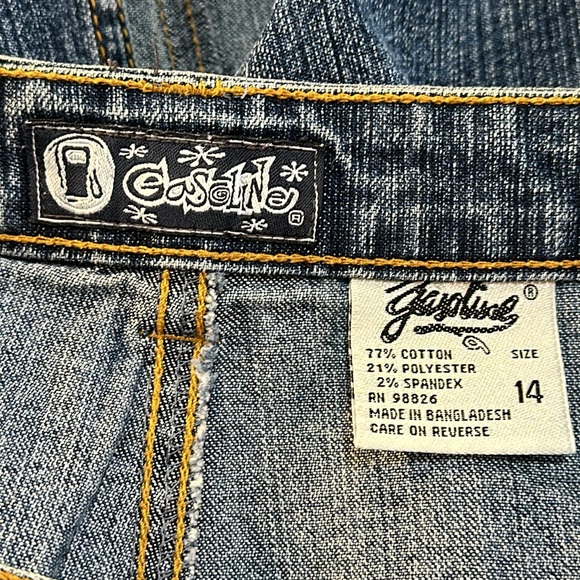 Gasoline ®
gasoline ®
77% COTTON SIZE
21% POLYESTER
2% SPANDEX 14
RN 98826
MADE IN BANGLADESH
CARE ON REVERSE